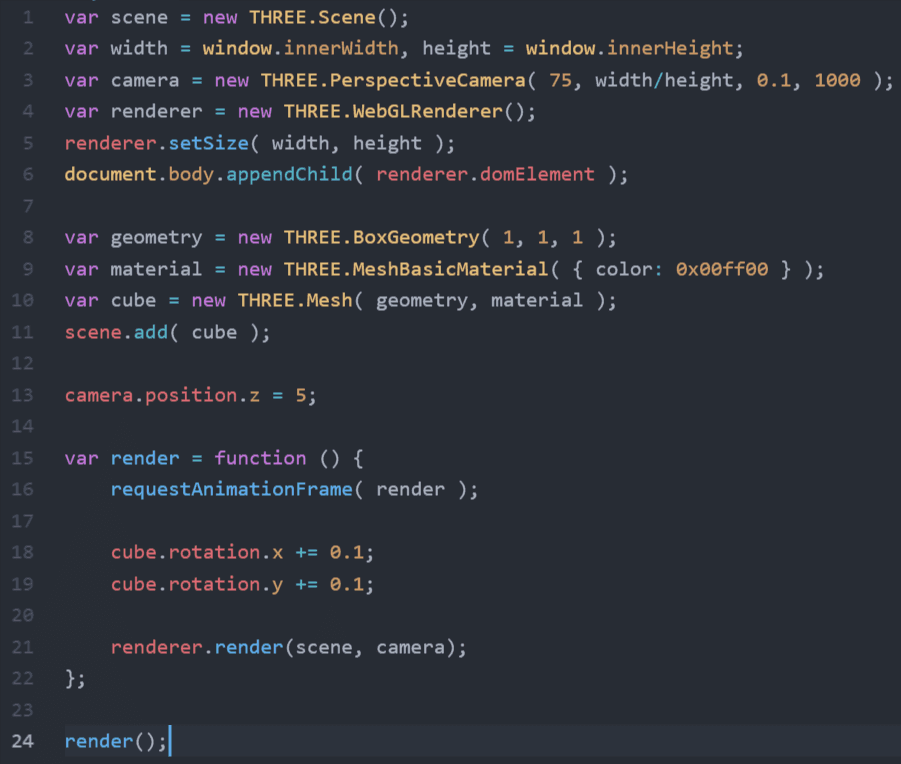 1 var scene = new THREE.Scene();
2 var width = window.innerWidth, height = window.innerHeight;
3 var camera = new THREE.PerspectiveCamera( 75, width/height, 0.1, 1000 );
4 var renderer = new THREE.WebGLRenderer();
5 renderer.setSize( width, height );
6 document.body.appendChild( renderer.domElement );
7
8 var geometry = new THREE.BoxGeometry( 1, 1, 1 );
9 var material = new THREE.MeshBasicMaterial( { color: 0x00ff00 } );
10 var cube = new THREE.Mesh( geometry, material );
11 scene.add( cube );
12
13 camera.position.z = 5;
14
15 var render = function () {
16     requestAnimationFrame( render );
17
18     cube.rotation.x += 0.1;
19     cube.rotation.y += 0.1;
20
21     renderer.render(scene, camera);
22 };
23
24 render();